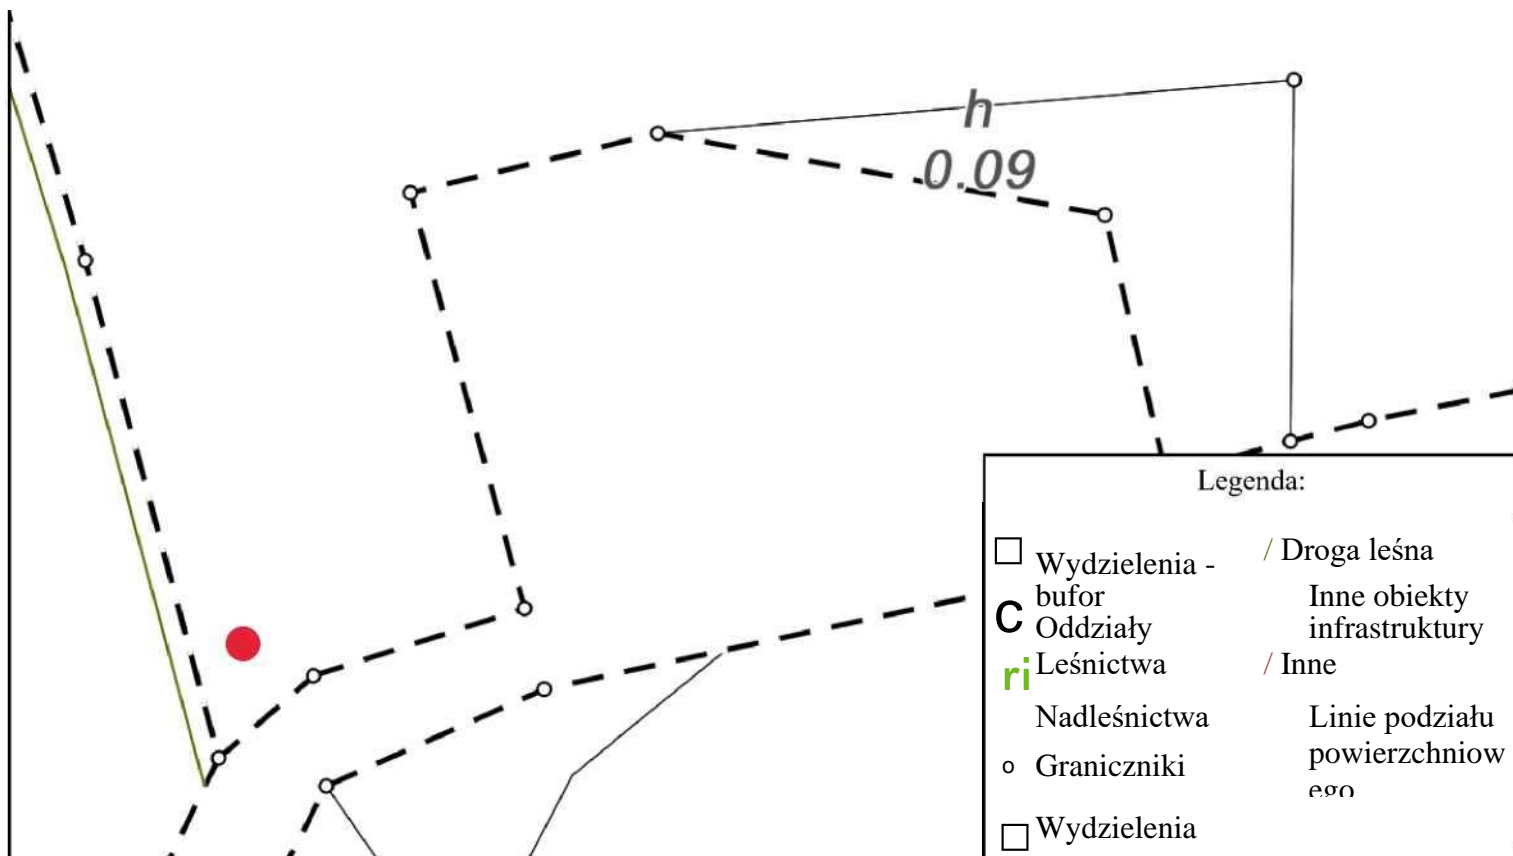 h
0.09
Legenda:
Wydzielenia -
bufor
C Oddziały
ri Leśnictwa
Nadleśnictwa
o Graniczniki
Wydzielenia
/ Droga leśna
Inne obiekty
infrastruktury
/ Inne
Linie podziału
powierzchniow
ego